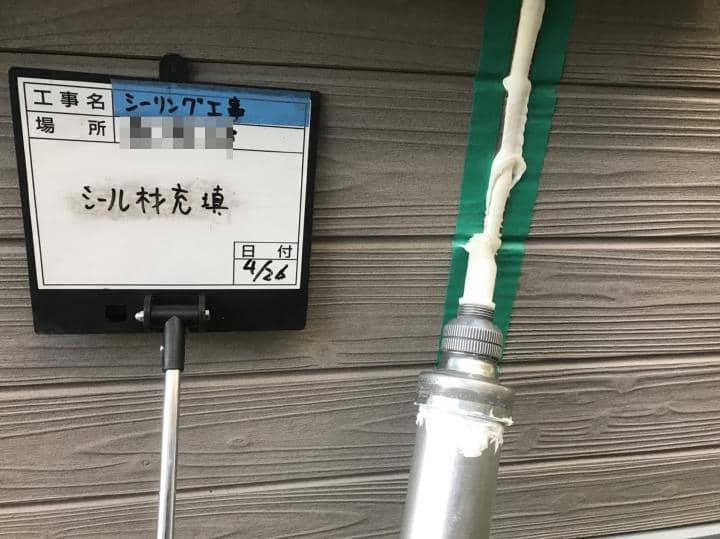 工事名 シーリング工事
場所
シール材充填
日付
4/26